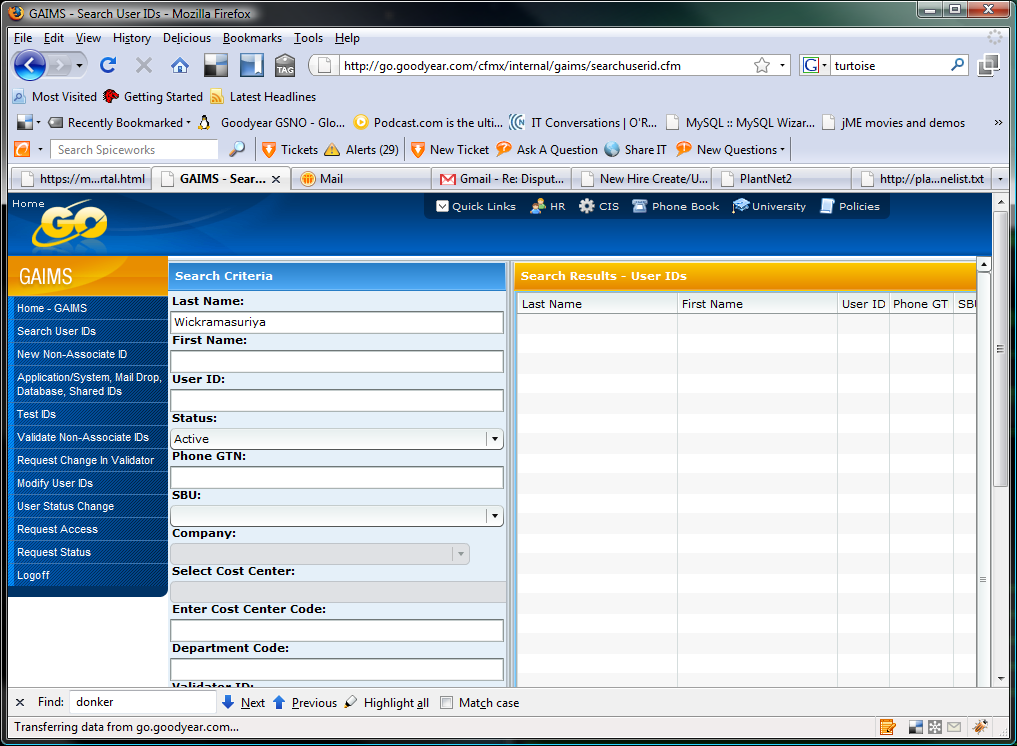 GAIMS - Search User IDs - Mozilla Firefox
File Edit View History Delicious Bookmarks Tools Help
TAG http://go.goodyear.com/cfmx/internal/gaims/searchuserid.cfm G turtoise
Most Visited Getting Started Latest Headlines
Recently Bookmarked Goodyear GSNO - Glo... Podcast.com is the ulti... IT Conversations | O'R... MySQL :: MySQL Wizar... jME movies and demos »
Search Spiceworks Tickets Alerts (29) New Ticket Ask A Question Share IT New Questions
https://m...rtal.html GAIMS - Sear... Mail Gmail - Re: Disput... New Hire Create/U... PlantNet2 http://pla...nelist.txt
Home Quick Links HR CIS Phone Book University Policies
GO
GAIMS
Home - GAIMS
Search User IDs
New Non-Associate ID
Application/System, Mail Drop,
Database, Shared IDs
Test IDs
Validate Non-Associate IDs
Request Change In Validator
Modify User IDs
User Status Change
Request Access
Request Status
Logoff
Search Criteria
Last Name:
Wickramasuriya
First Name:
User ID:
Status:
Active
Phone GTN:
SBU:
Company:
Select Cost Center:
Enter Cost Center Code:
Department Code:
Validator ID:
Search Results - User IDs
Last Name First Name User ID Phone GT SBU
Find: donker Next Previous Highlight all Match case
Transferring data from go.goodyear.com...